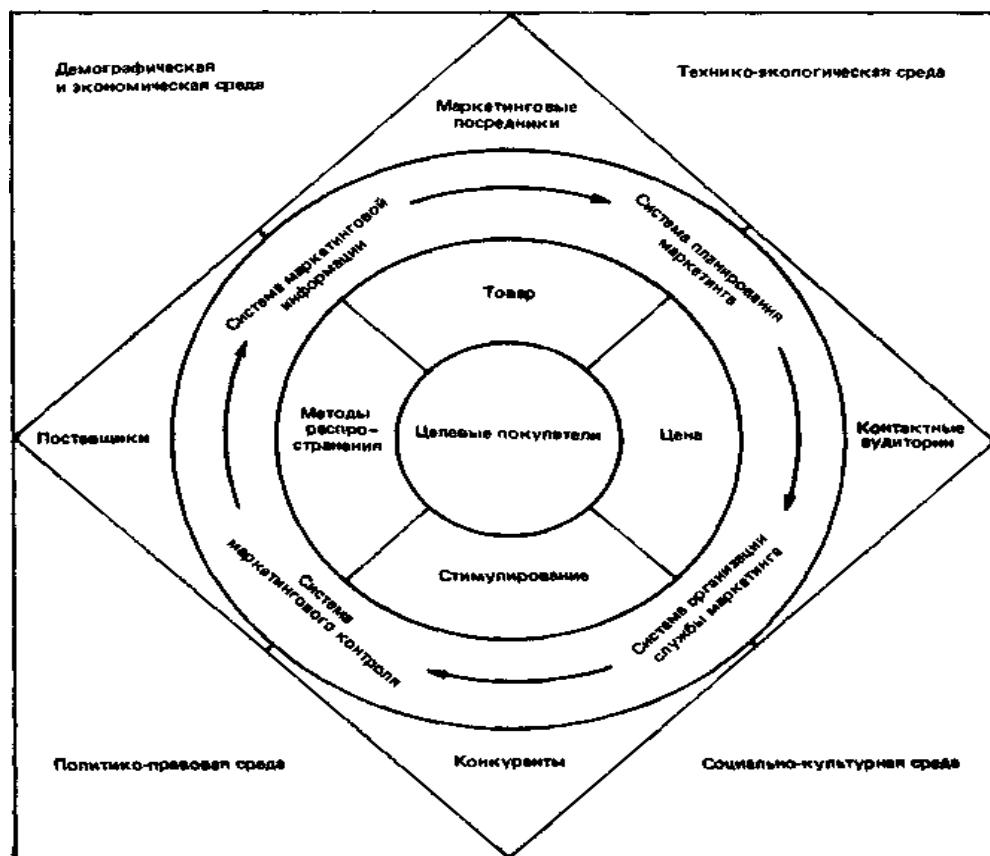 Демографическая
и экономическая среда
Технико-экологическая среда
Маркетинговые
посредники
Система маркетинговой
информации
Система планирования
маркетинга
Товар
Поставщики
Методы
распро-
странения
Целевые покупатели
Цена
Контактные
аудитории
Стимулирование
Система
маркетингового контроля
Система организации
службы маркетинга
Политико-правовая среда
Конкуранты
Социально-культурная среда